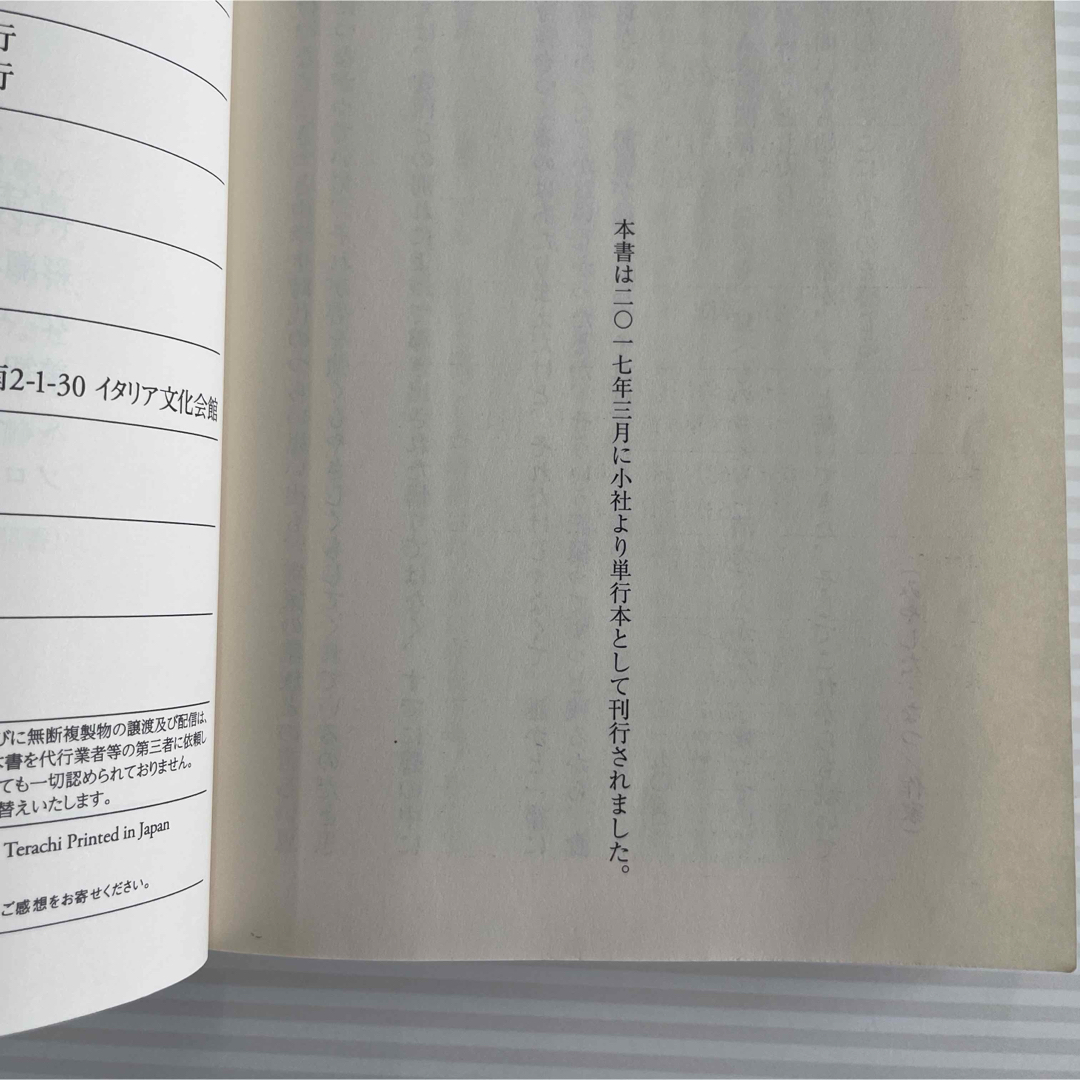 本書は二〇一七年三月に小社より単行本として刊行されました。
行
行
2-1-30 イタリア文化会館
びに無断複製物の譲渡及び配信は、
本書を代行業者等の第三者に依頼し
ても一切認められておりません。
替えいたします。
Terachi Printed in Japan
ご感想をお寄せください。